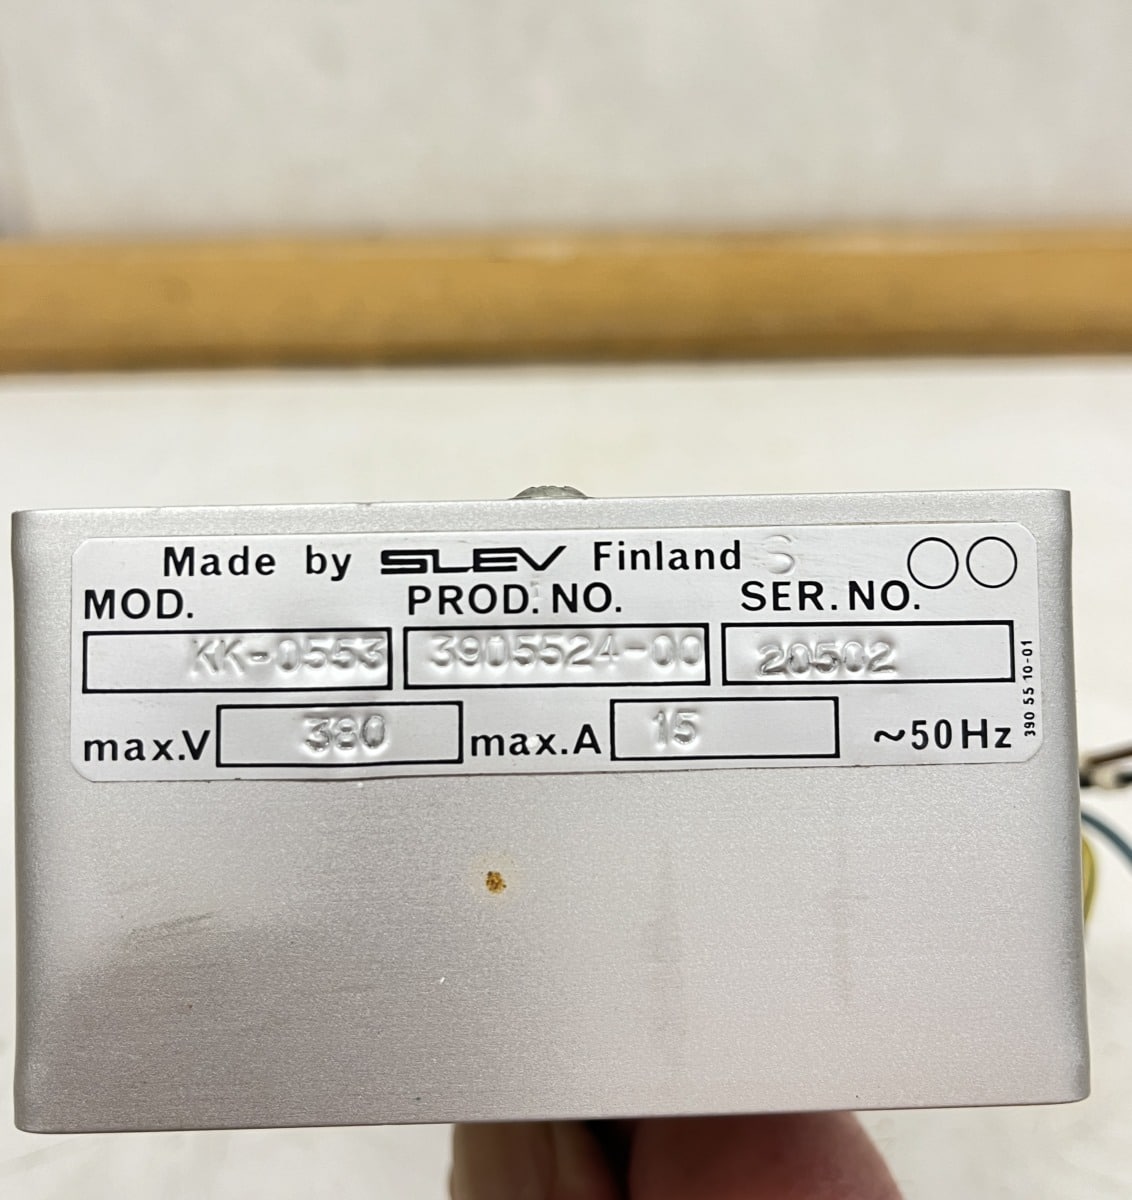 Made by SLEV Finland S
MOD. PROD. NO. SER. NO.
KK-0553 3905524-00 20502
max.V 380 max.A 15 ~50Hz
390 55 10-01